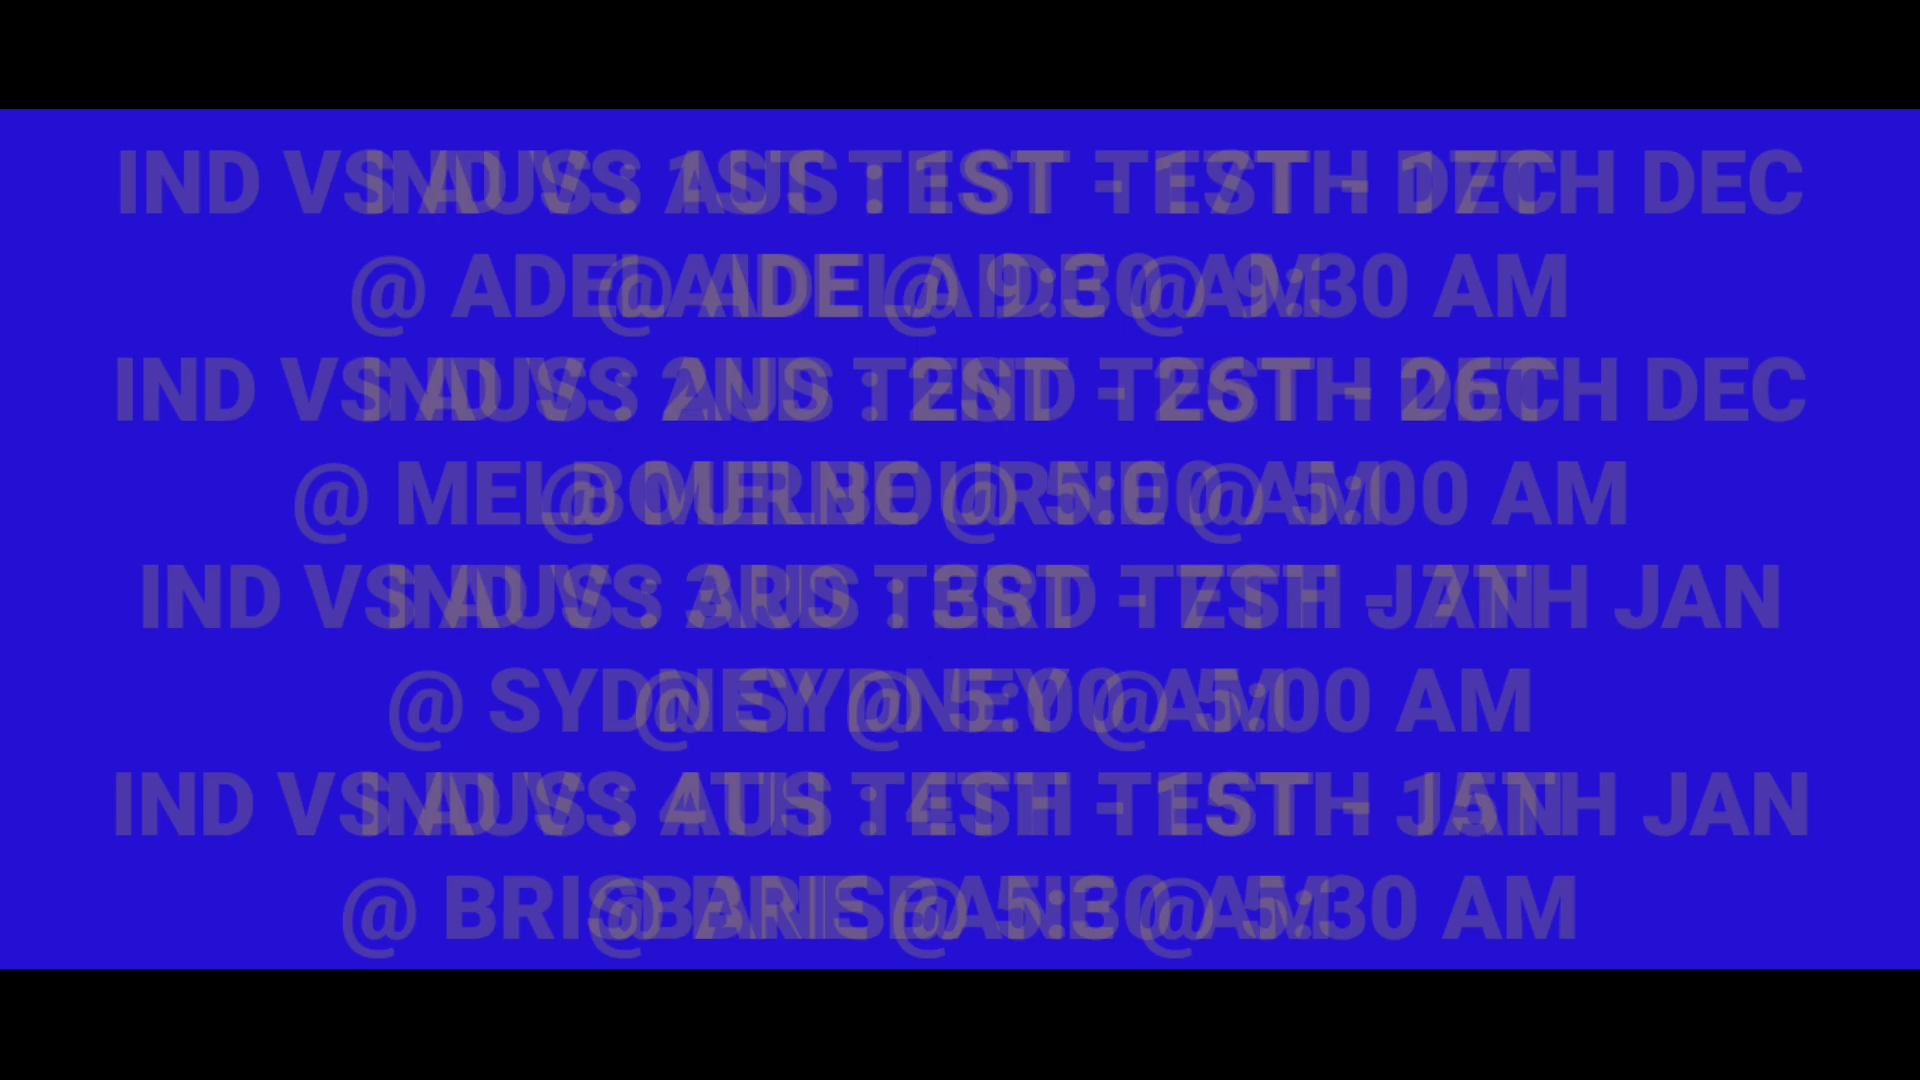 IND VS AUS : 1ST TEST - 17TH DEC
@ ADELAIDE @ 9:30 AM
IND VS AUS : 2ND TEST - 26TH DEC
@ MELBOURNE @ 5:00 AM
IND VS AUS : 3RD TEST - 7TH JAN
@ SYDNEY @ 5:00 AM
IND VS AUS : 4TH TEST - 15TH JAN
@ BRISBANE @ 5:30 AM